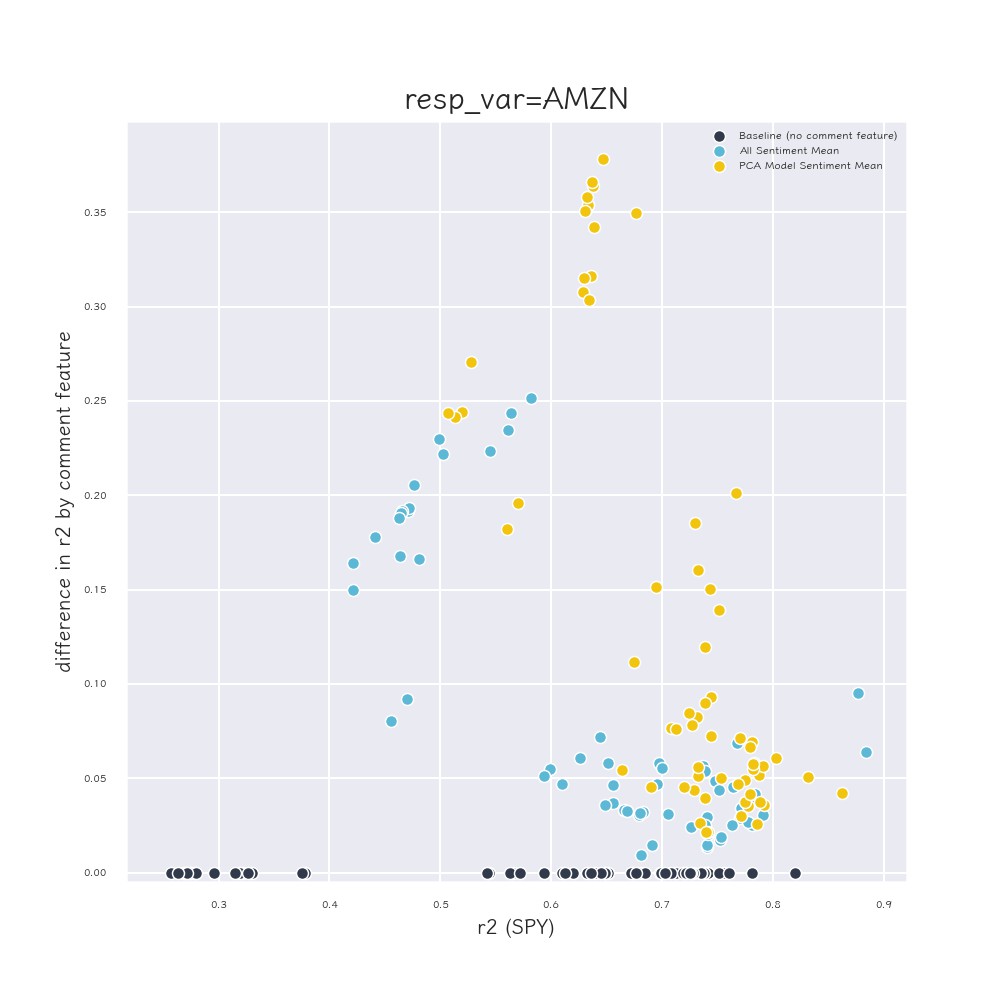 resp_var=AMZN
Baseline (no comment feature)
All Sentiment Mean
PCA Model Sentiment Mean
difference in r2 by comment feature
0.35
0.30
0.25
0.20
0.15
0.10
0.05
0.00
0.3 0.4 0.5 0.6 0.7 0.8 0.9
r2 (SPY)